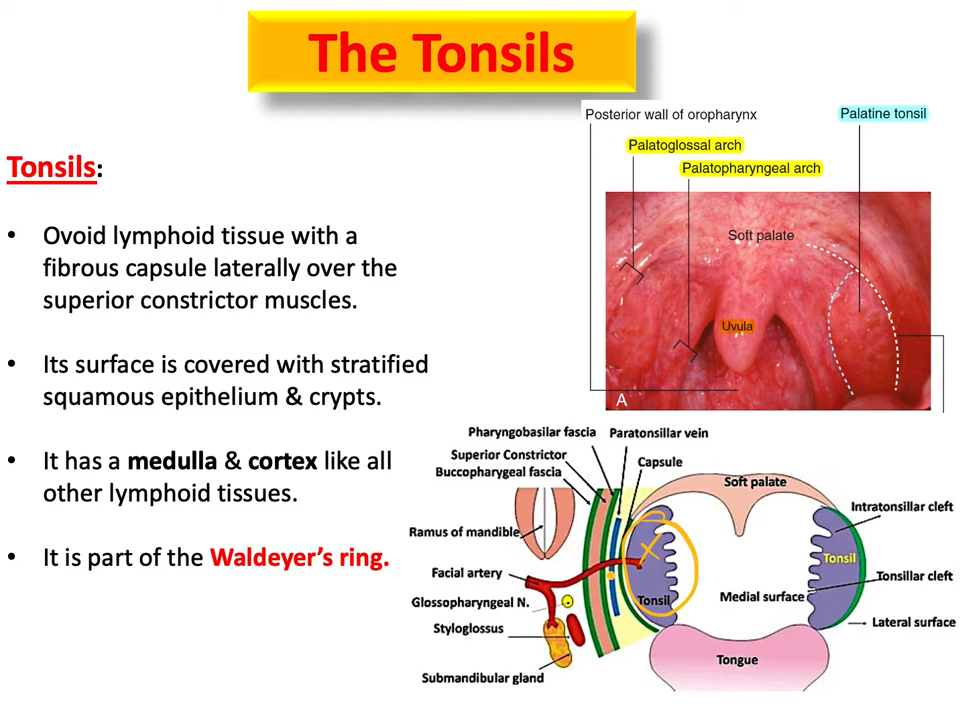 The Tonsils
Tonsils:
• Ovoid lymphoid tissue with a
fibrous capsule laterally over the
superior constrictor muscles.
• Its surface is covered with stratified
squamous epithelium & crypts.
• It has a medulla & cortex like all
other lymphoid tissues.
• It is part of the Waldeyer’s ring.
Posterior wall of oropharynx
Palatine tonsil
Palatoglossal arch
Palatopharyngeal arch
Soft palate
Uvula
A
Pharyngobasilar fascia
Paratonsillar vein
Superior Constrictor
Capsule
Buccopharygeal fascia
Soft palate
Intratonsillar cleft
Ramus of mandible
Tonsil
Facial artery
Tonsillar cleft
Glossopharyngeal N.
Tonsil
Medial surface
Styloglossus
Lateral surface
Tongue
Submandibular gland